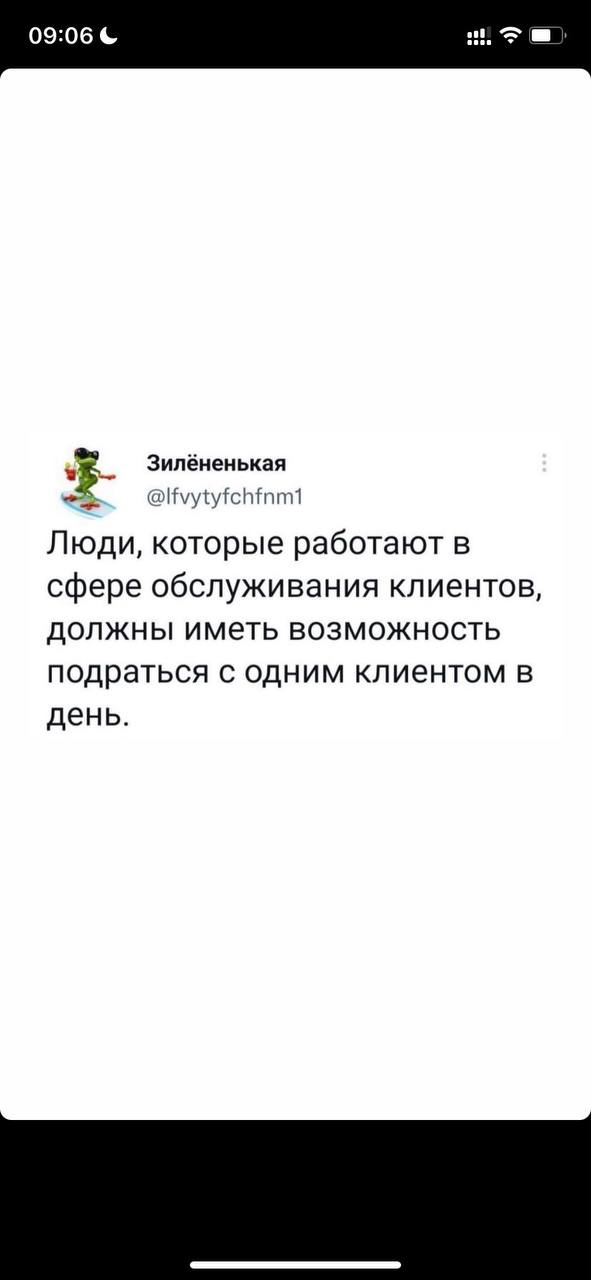 09:06
Зилёненькая
@lfvytyfchfnm1
Люди, которые работают в
сфере обслуживания клиентов,
должны иметь возможность
подраться с одним клиентом в
день.